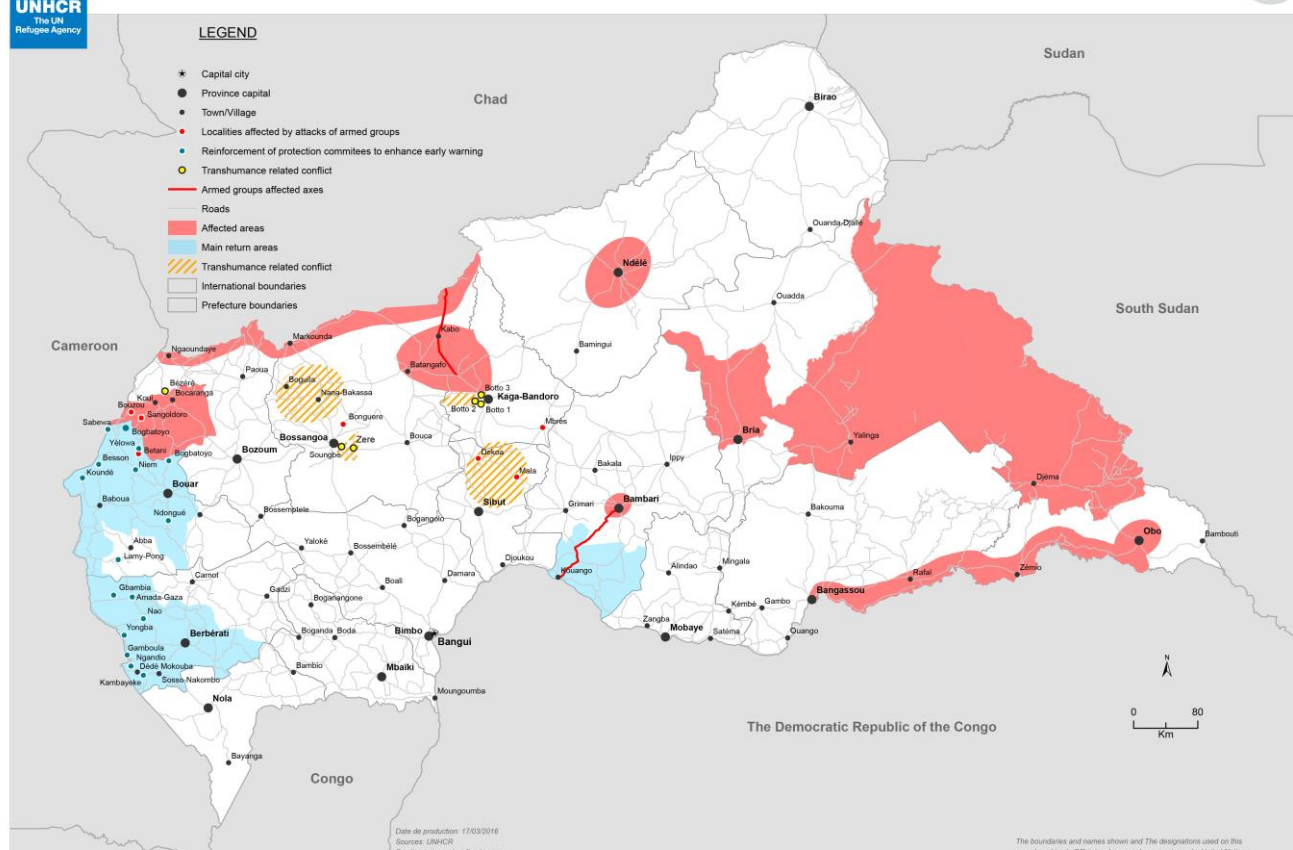 UNHCR
The UN
Refugee Agency
LEGEND
Capital city
Province capital
Town/Village
Localities affected by attacks of armed groups
Reinforcement of protection commitees to enhance early warning
Transhumance related conflict
Armed groups affected axes
Roads
Affected areas
Main return areas
Transhumance related conflict
International boundaries
Prefecture boundaries
Sudan
Chad
Birao
Ouanda-Djallé
Ndélé
Ouadda
South Sudan
Cameroon
Kabo
Markounda
Ngaoundaye
Bamingui
Batangafo
Paoua
Bézéré
Bogulla
Nana-Bakassa
Botto 3
Kaga-Bandoro
Botto 2
Botto 1
Koui
Bocaranga
Bouzou
Sangoldoro
Bonguere
Mbrès
Sabewa
Bogbatoyo
Bossangoa
Zere
Bouca
Bria
Yalinga
Yélowa
Betani
Bogbatoyo
Soungbe
Dekoa
Ippy
Besson
Niem
Bozoum
Bakala
Koundé
Mala
Djéma
Bouar
Baboua
Sibut
Grimari
Bambari
Bakouma
Ndongué
Bossemptele
Bogangolo
Obo
Bambouti
Abba
Yaloké
Bossembélé
Lamy-Pong
Djoukou
Kouango
Alindao
Mingala
Rafaï
Zémio
Carnot
Boali
Damara
Gbambia
Amada-Gaza
Gadzi
Boganangone
Bangassou
Nao
Kémbé
Gambo
Yongba
Zangba
Berbérati
Boganda
Boda
Bimbo
Bangui
Mobaye
Satéma
Ouango
Gamboula
Ngandio
Dédé Mokouba
Kambayeke
Sosso-Nakombo
Bambio
Mbaïki
Moungoumba
Nola
Bayanga
Congo
The Democratic Republic of the Congo
N
0 80
Km
Date de production: 17/03/2016
Sources: UNHCR
The boundaries and names shown and The designations used on this